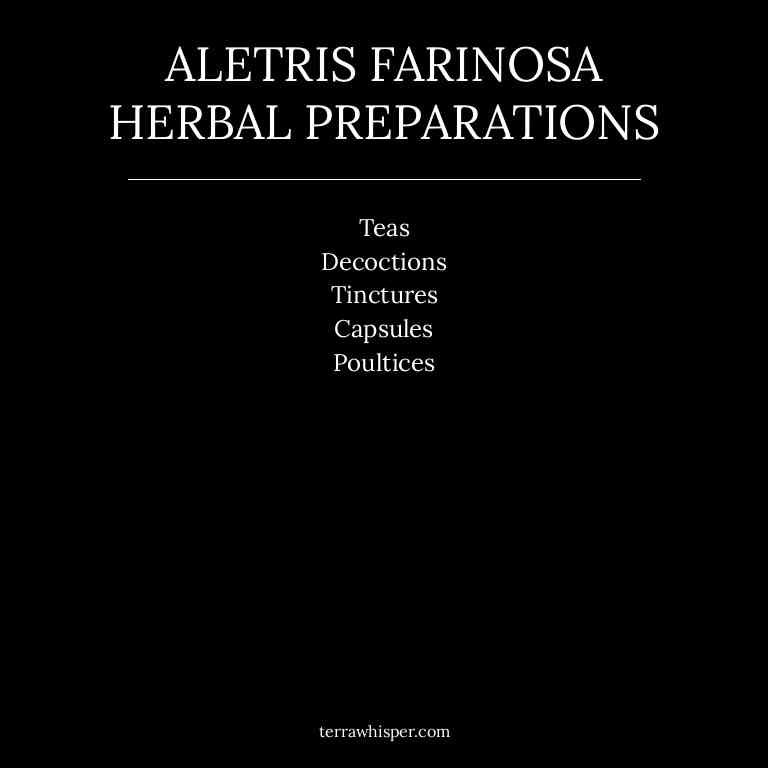 ALETRIS FARINOSA
HERBAL PREPARATIONS
Teas
Decoctions
Tinctures
Capsules
Poultices
terrawhisper.com